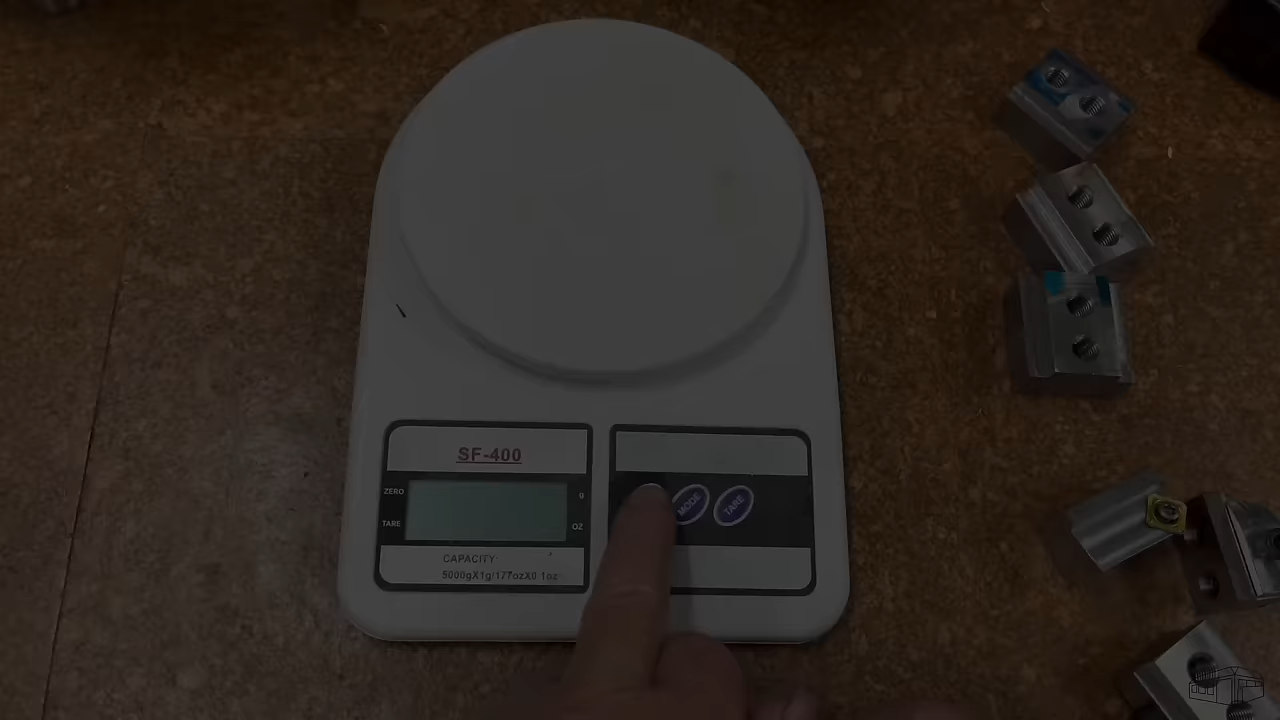 SF-400
ZERO
g
TARE
OZ
CAPACITY:
5000gX1g/177ozX0.1oz
MODE
TARE